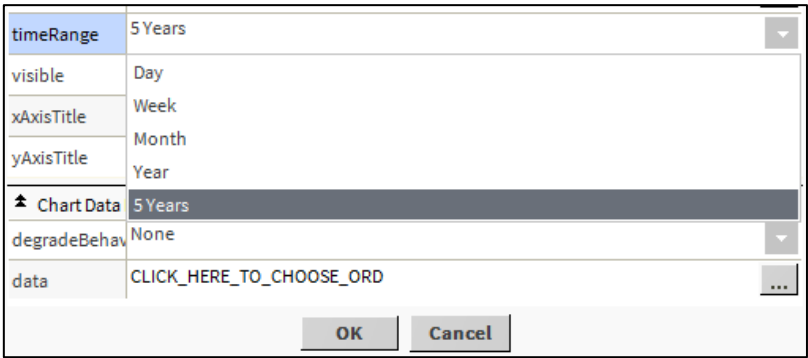 timeRange 5 Years
visible Day
Week
xAxisTitle
Month
yAxisTitle
Year
Chart Data 5 Years
degradeBehav None
data CLICK_HERE_TO_CHOOSE_ORD ...
OK Cancel